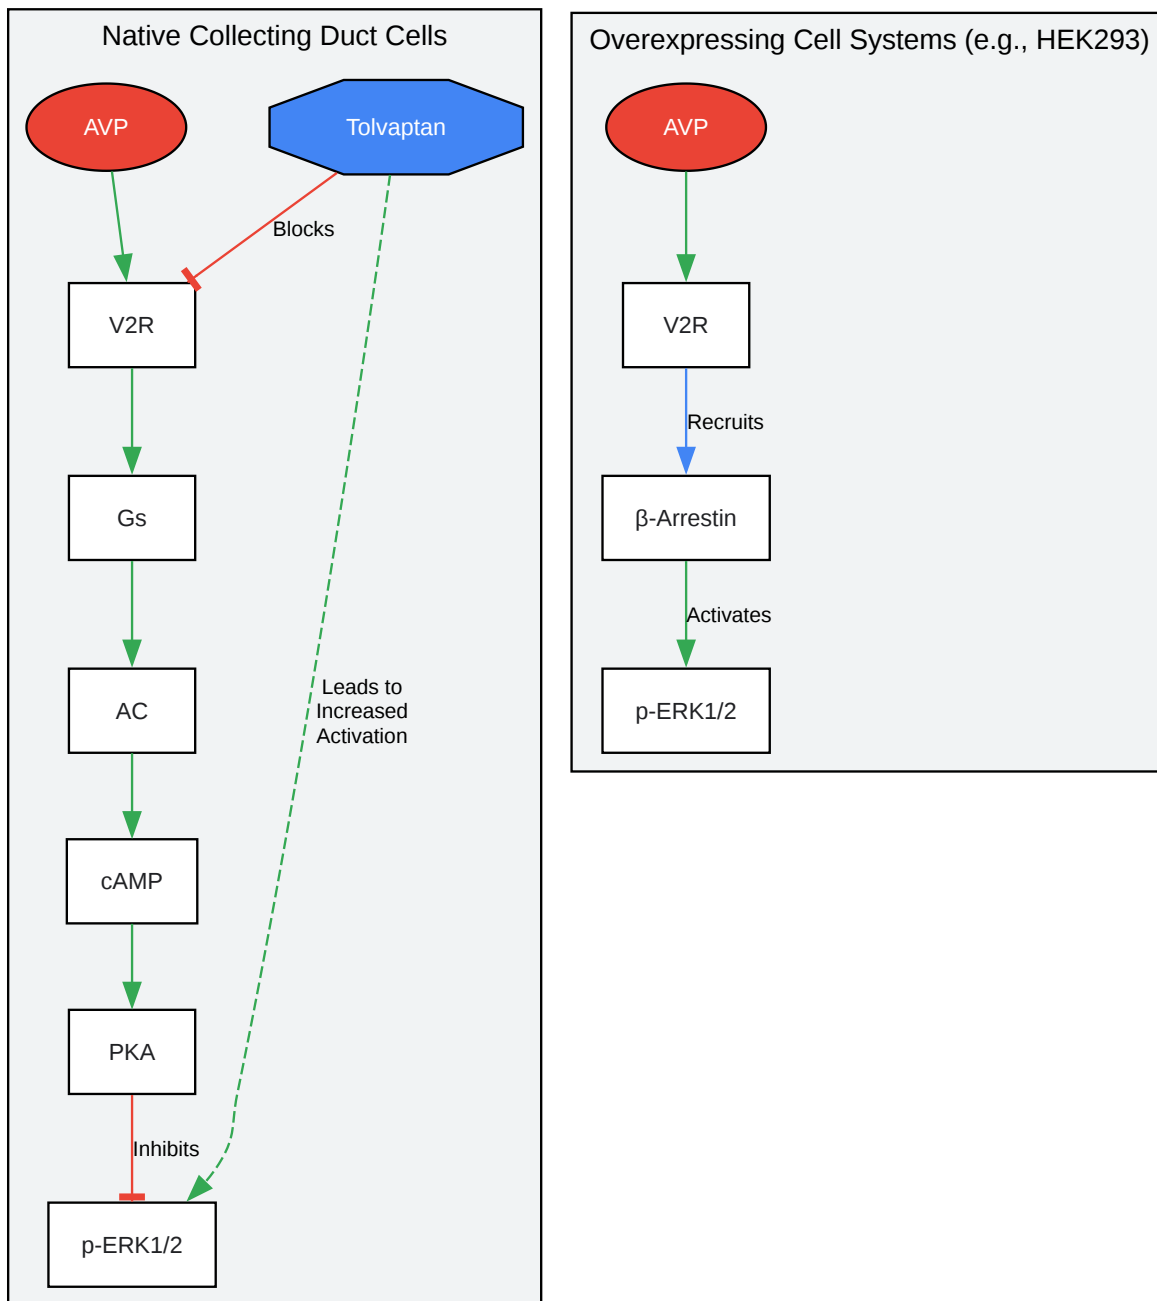 Native Collecting Duct Cells
AVP
Tolvaptan
Blocks
V2R
Gs
Leads to
Increased
Activation
AC
cAMP
PKA
Inhibits
p-ERK1/2
Overexpressing Cell Systems (e.g., HEK293)
AVP
V2R
Recruits
β-Arrestin
Activates
p-ERK1/2